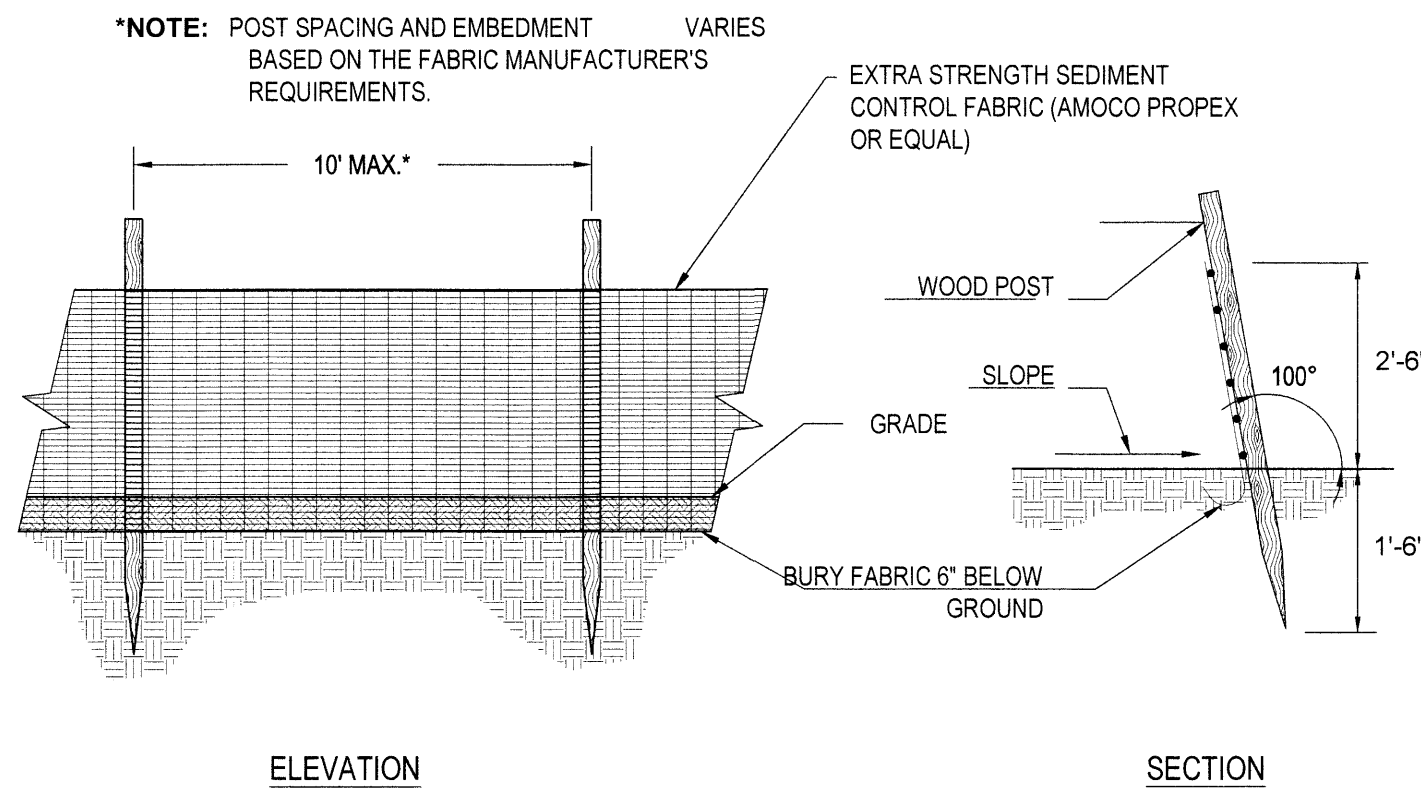 *NOTE: POST SPACING AND EMBEDMENT VARIES
BASED ON THE FABRIC MANUFACTURER'S
REQUIREMENTS.
EXTRA STRENGTH SEDIMENT
CONTROL FABRIC (AMOCO PROPEX
OR EQUAL)
10' MAX.*
WOOD POST
2'-6'
SLOPE
100°
GRADE
1'-6'
BURY FABRIC 6" BELOW
GROUND
ELEVATION
SECTION